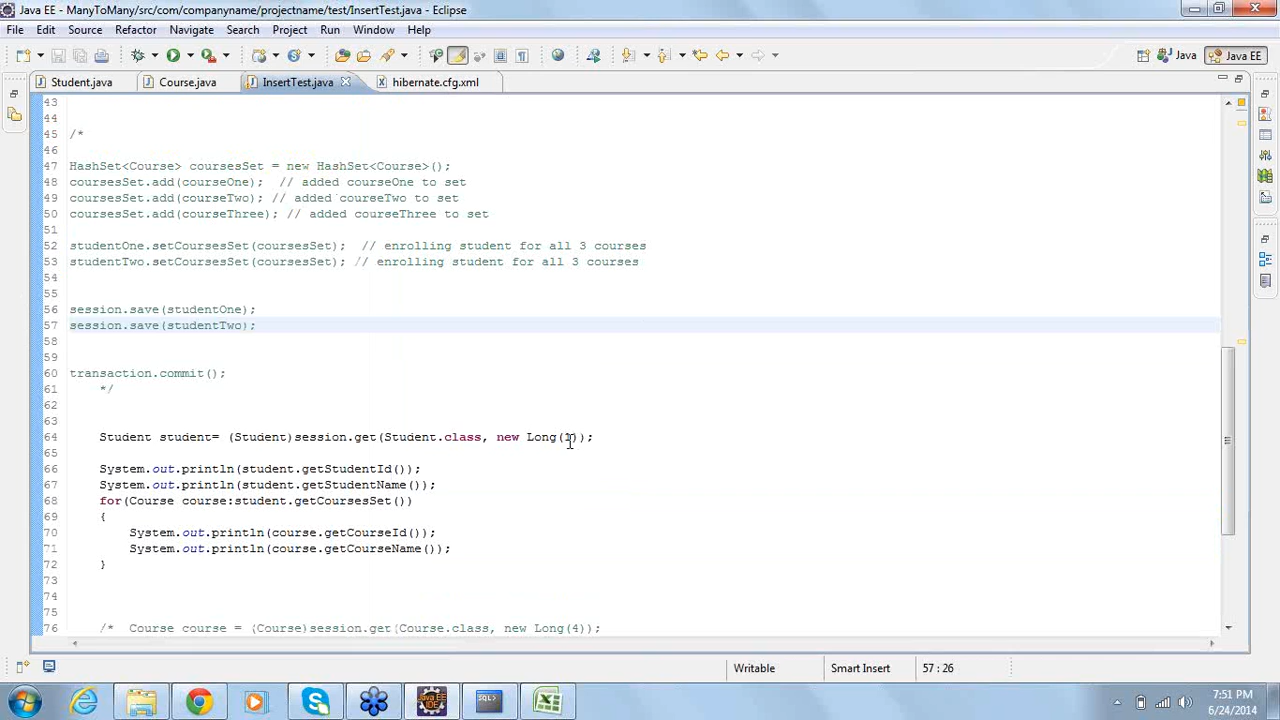 Java EE - ManyToMany/src/com/companyname/projectname/test/InsertTest.java - Eclipse
File Edit Source Refactor Navigate Search Project Run Window Help
Java Java EE
Student.java Course.java InsertTest.java hibernate.cfg.xml
43
44
45 /*
46
47 HashSet<Course> coursesSet = new HashSet<Course>();
48 coursesSet.add(courseOne);  // added courseOne to set
49 coursesSet.add(courseTwo); // added courseTwo to set
50 coursesSet.add(courseThree); // added courseThree to set
51
52 studentOne.setCoursesSet(coursesSet);  // enrolling student for all 3 courses
53 studentTwo.setCoursesSet(coursesSet); // enrolling student for all 3 courses
54
55
56 session.save(studentOne);
57 session.save(studentTwo);
58
59
60 transaction.commit();
61 */
62
63
64 Student student= (Student)session.get(Student.class, new Long(1));
65
66 System.out.println(student.getStudentId());
67 System.out.println(student.getStudentName());
68 for(Course course:student.getCoursesSet())
69 {
70 System.out.println(course.getCourseId());
71 System.out.println(course.getCourseName());
72 }
73
74
75
76 /*  Course course = (Course)session.get(Course.class, new Long(4));
Writable Smart Insert 57 : 26
Java EE IDE SQL>
7:51 PM
6/24/2014